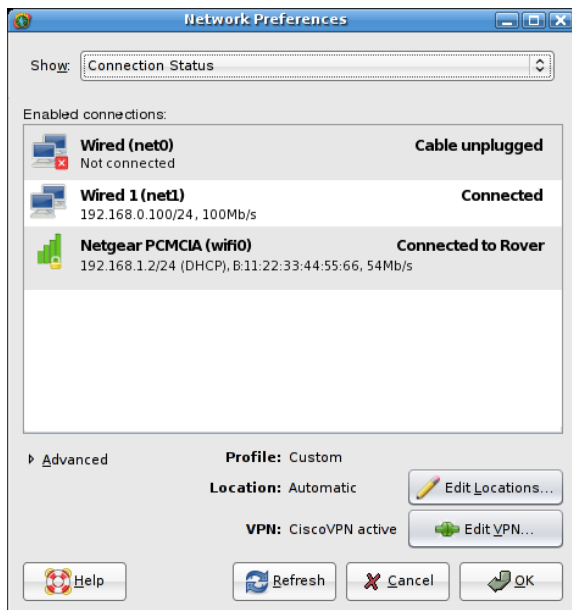 Network Preferences
Show: Connection Status
Enabled connections:
Wired (net0) Cable unplugged
Not connected
Wired 1 (net1) Connected
192.168.0.100/24, 100Mb/s
Netgear PCMCIA (wifi0) Connected to Rover
192.168.1.2/24 (DHCP), B:11:22:33:44:55:66, 54Mb/s
Advanced Profile: Custom
Location: Automatic Edit Locations...
VPN: CiscoVPN active Edit VPN...
Help Refresh Cancel OK